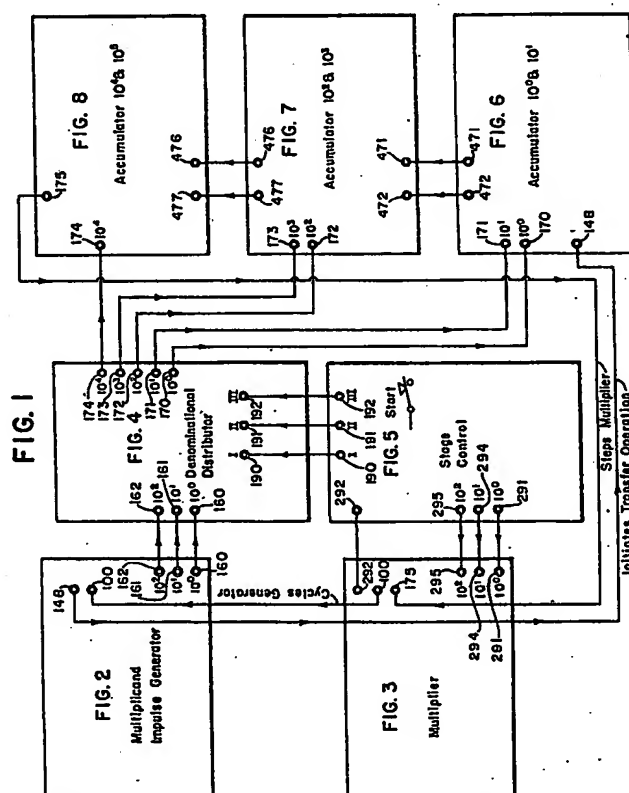 FIG. 1
FIG. 2
Multiplicand
Impulse Generator
148
100
162
10²
161
10¹
10⁰
160
FIG. 4
Denominational
Distributor
162
10²
161
10¹
10⁰
160
174
10⁴
173
10³
172
10²
171
10¹
170
10⁰
I
II
III
190
191
192
FIG. 8
Accumulator 10⁴ & 10⁵
175
174
10⁴
477
476
FIG. 7
Accumulator 10² & 10³
477
476
173
10³
10²
172
472
471
FIG. 6
Accumulator 10⁰ & 10¹
472
471
171
10¹
10⁰
170
148
FIG. 3
Multiplier
292
100
175
295
10²
10¹
294
10⁰
291
FIG. 5
Stage
Control
Start
I
II
III
190
191
192
292
295
10²
10¹
294
10⁰
291
Cycles Generator
Steps Multiplier
Initiates Transfer Operation